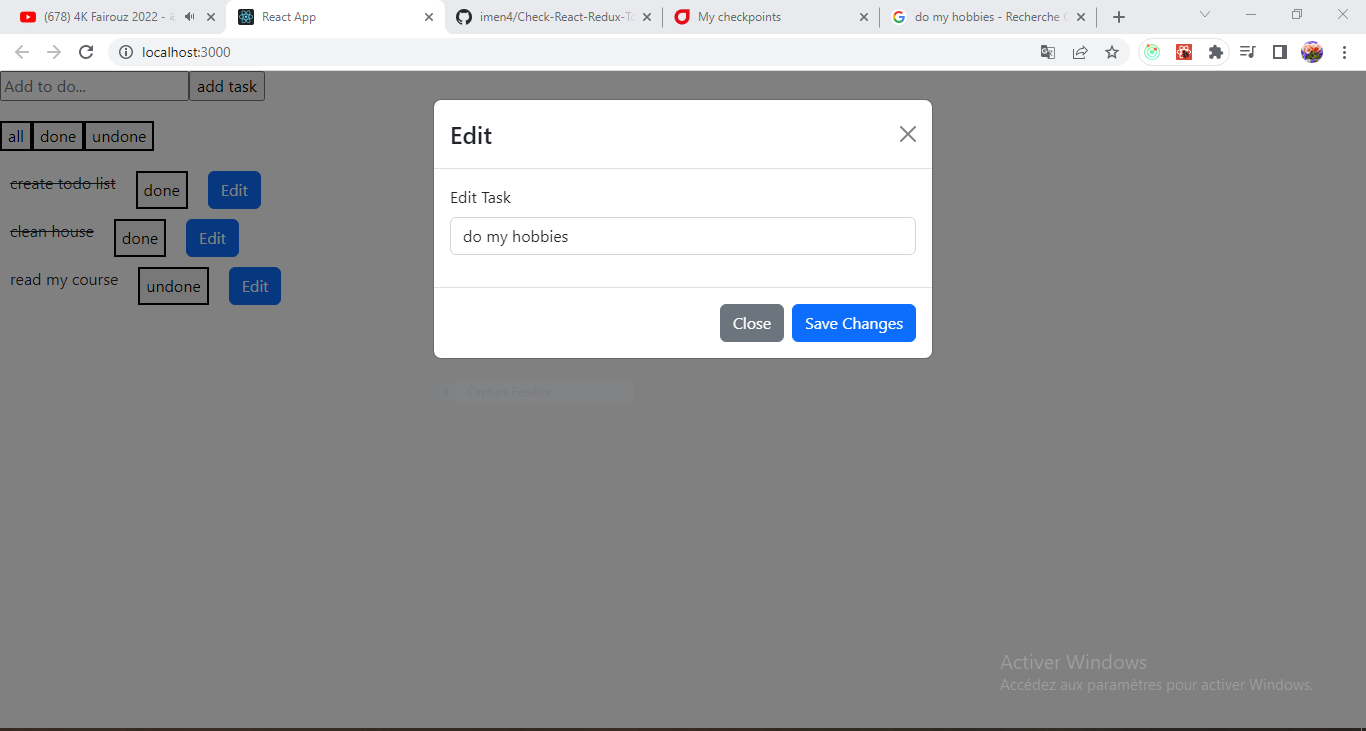 (678) 4K Fairouz 2022 -
React App
imen4/Check-React-Redux-To
My checkpoints
do my hobbies - Recherche
localhost:3000
Add to do...
add task
all
done
undone
create todo list
done
Edit
clean house
done
Edit
read my course
undone
Edit
Edit
Edit Task
do my hobbies
Close
Save Changes
Capture Fenêtre
Activer Windows
Accédez aux paramètres pour activer Windows.